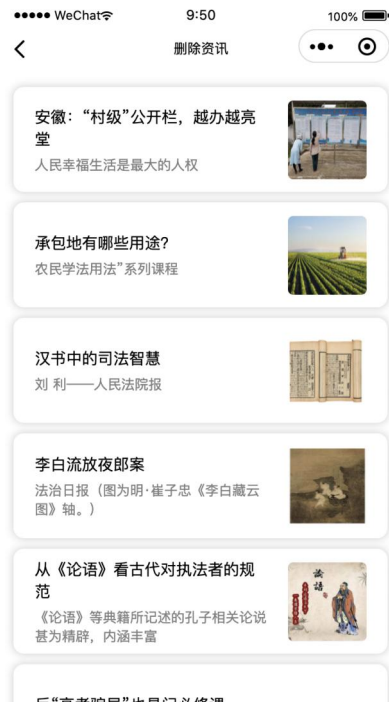 WeChat
9:50
100%
删除资讯
安徽：“村级”公开栏，越办越亮
堂
人民幸福生活是最大的人权
承包地有哪些用途?
农民学法用法”系列课程
汉书中的司法智慧
刘 利——人民法院报
李白流放夜郎案
法治日报（图为明·崔子忠《李白藏云
图》轴。）
从《论语》看古代对执法者的规
范
《论语》等典籍所记述的孔子相关论说
甚为精辟，内涵丰富
论语